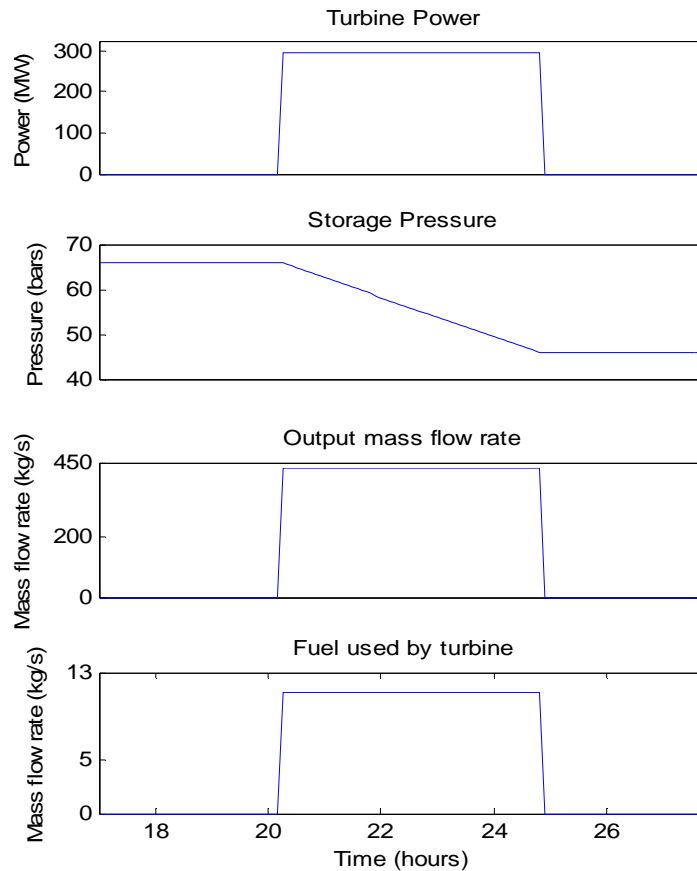 Turbine Power
300
200
100
0
Power (MW)
Storage Pressure
70
60
50
40
Pressure (bars)
Output mass flow rate
450
200
0
Mass flow rate (kg/s)
Fuel used by turbine
13
5
0
Mass flow rate (kg/s)
18 20 22 24 26
Time (hours)